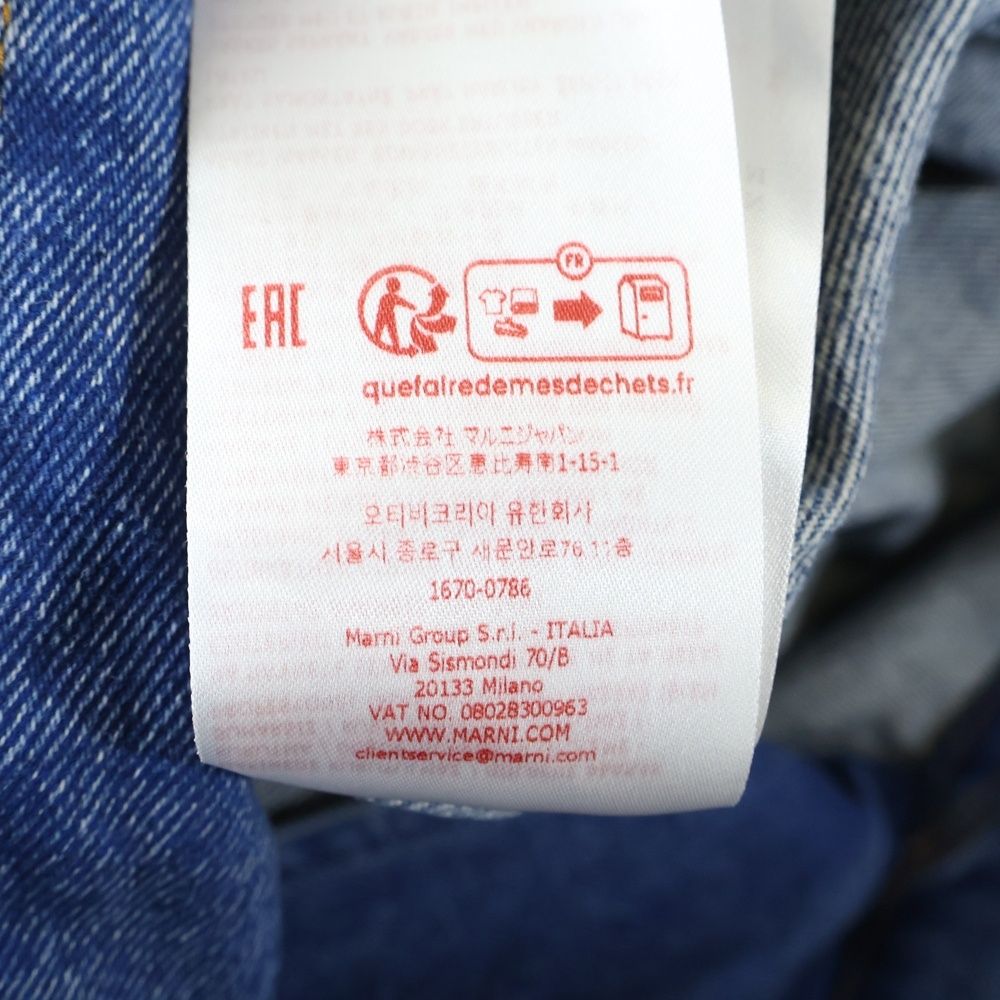 EAC
FR
quefairedemesdechets.fr
株式会社 マルニジャパン
東京都渋谷区恵比寿南1-15-1
오티비코리아 유한회사
서울시 종로구 새문안로76 11층
1670-0786
Marni Group S.r.l. - ITALIA
Via Sismondi 70/B
20133 Milano
VAT NO. 08028300963
WWW.MARNI.COM
clientservice@marni.com